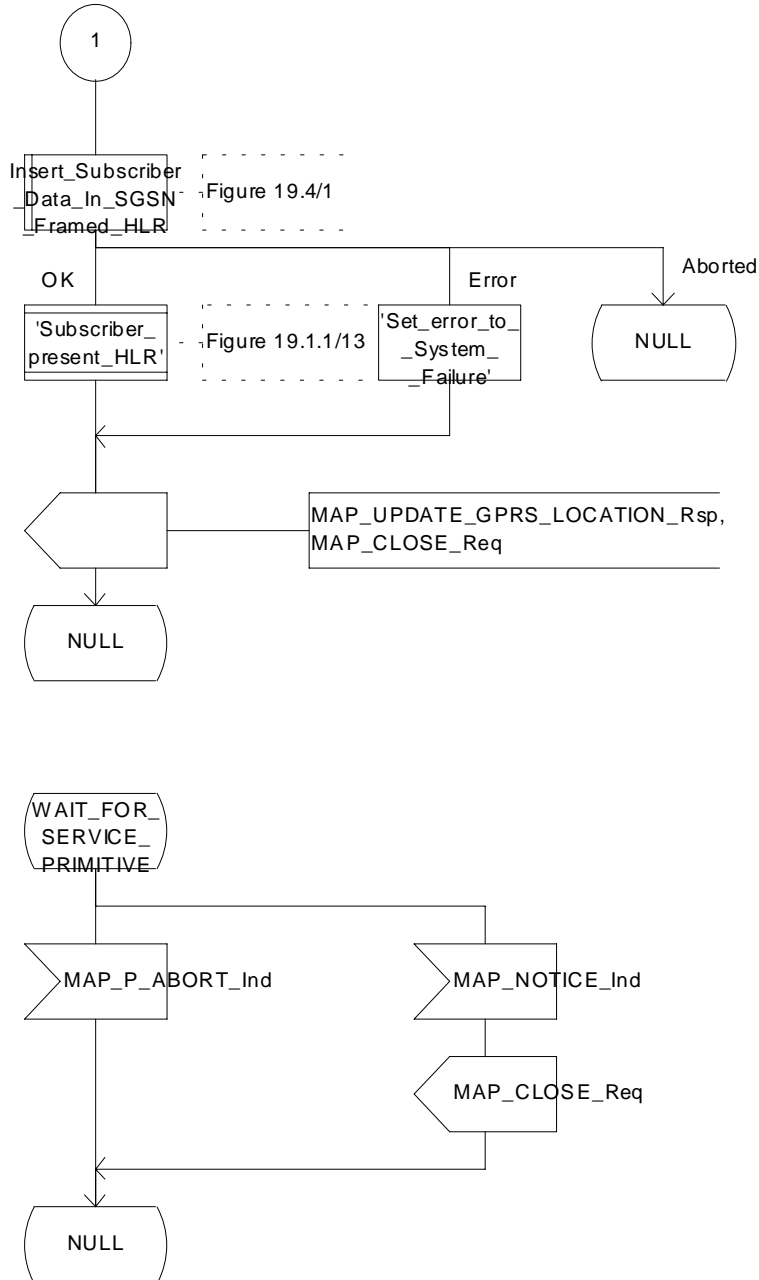 1
Insert_Subscriber
_Data_In_SGSN
_Framed_HLR
Figure 19.4/1
OK
Error
Aborted
'Subscriber_
present_HLR'
Figure 19.1.1/13
'Set_error_to_
_System_
_Failure'
NULL
MAP_UPDATE_GPRS_LOCATION_Rsp,
MAP_CLOSE_Req
NULL
WAIT_FOR_
SERVICE_
PRIMITIVE
MAP_P_ABORT_Ind
MAP_NOTICE_Ind
MAP_CLOSE_Req
NULL